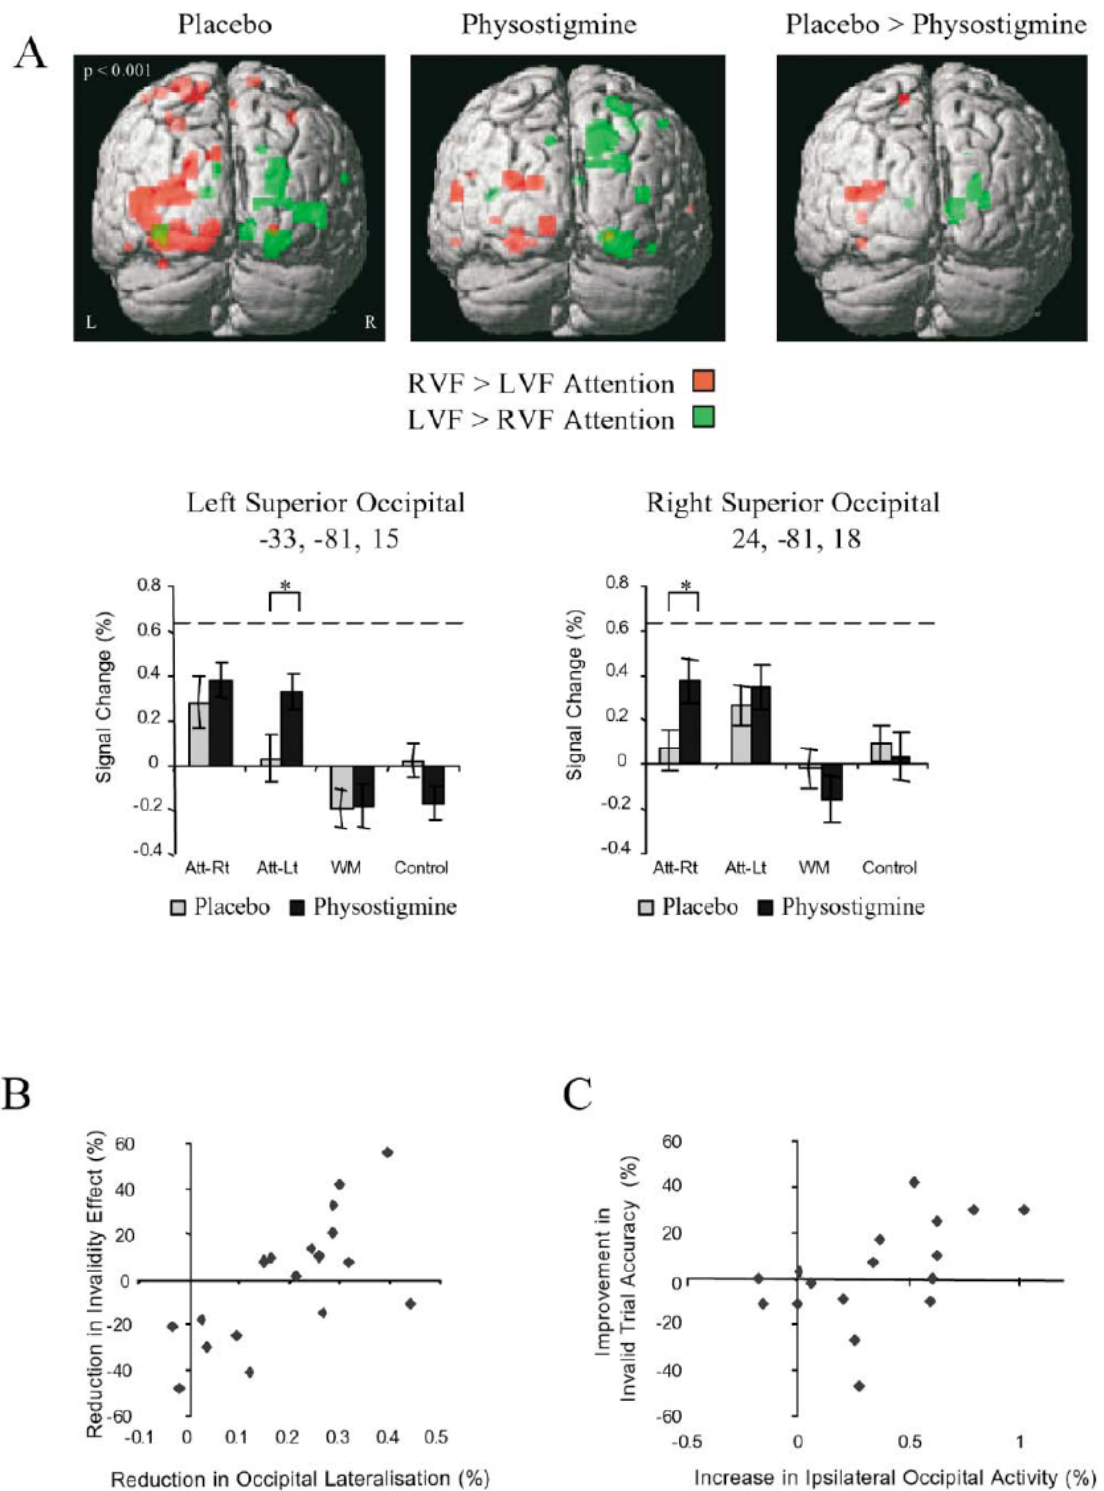 A
Placebo
Physostigmine
Placebo > Physostigmine
p < 0.001
L
R
RVF > LVF Attention
LVF > RVF Attention
Left Superior Occipital
-33, -81, 15
Signal Change (%)
0.8
0.6
0.4
0.2
0
-0.2
-0.4
*
Att-Rt
Att-Lt
WM
Control
Placebo
Physostigmine
Right Superior Occipital
24, -81, 18
Signal Change (%)
0.8
0.6
0.4
0.2
0
-0.2
-0.4
*
Att-Rt
Att-Lt
WM
Control
Placebo
Physostigmine
B
Reduction in Invalidity Effect (%)
60
40
20
0
-20
-40
-60
-0.1
0
0.1
0.2
0.3
0.4
0.5
Reduction in Occipital Lateralisation (%)
C
Improvement in
Invalid Trial Accuracy (%)
60
40
20
0
-20
-40
-60
-0.5
0
0.5
1
Increase in Ipsilateral Occipital Activity (%)